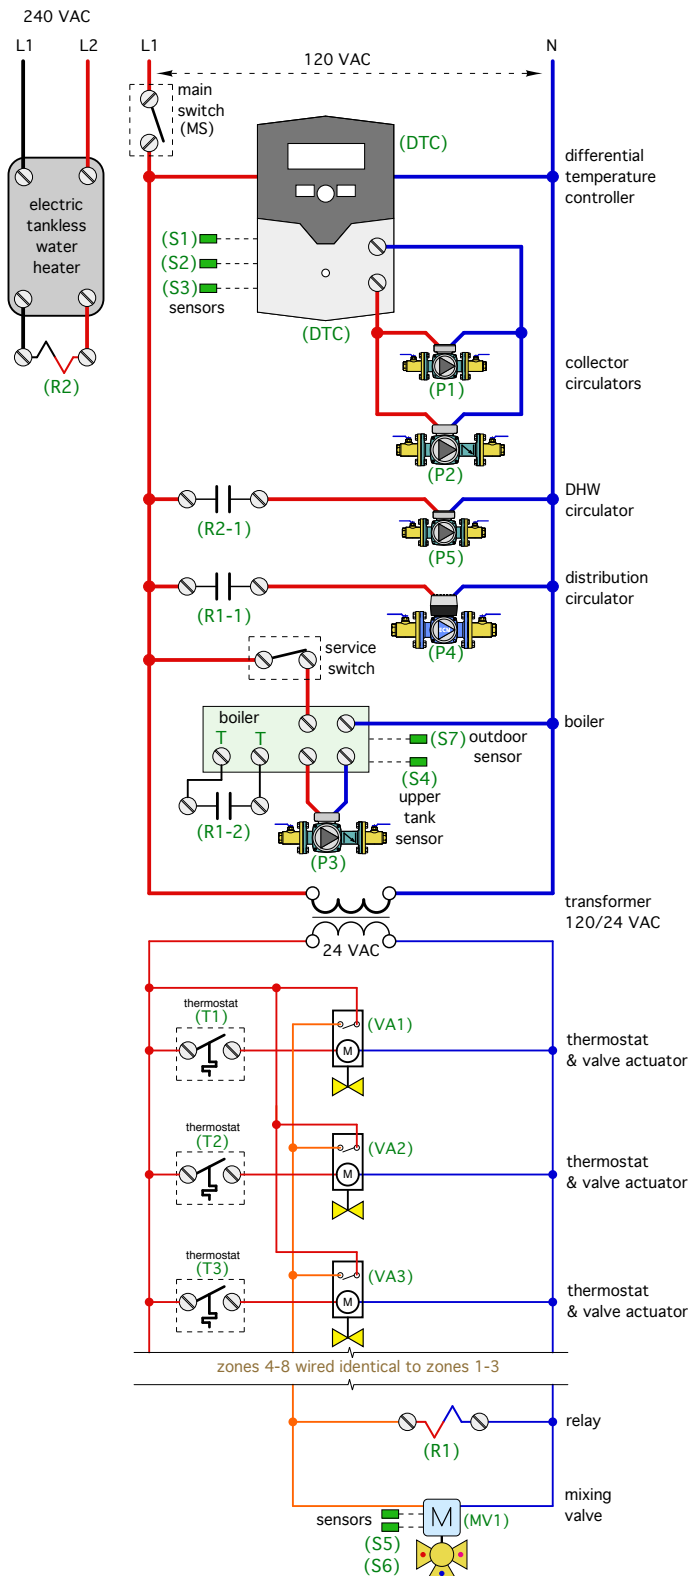 240 VAC
L1
L2
L1
N
120 VAC
main
switch
(MS)
(DTC)
differential
temperature
controller
electric
tankless
water
heater
(S1)
(S2)
(S3)
sensors
(DTC)
(R2)
(P1)
collector
circulators
(P2)
DHW
circulator
(R2-1)
(P5)
distribution
circulator
(R1-1)
(P4)
service
switch
boiler
boiler
T
T
(S7)
outdoor
sensor
(S4)
upper
tank
sensor
(R1-2)
(P3)
transformer
120/24 VAC
24 VAC
thermostat
(T1)
(VA1)
M
thermostat
& valve actuator
thermostat
(T2)
(VA2)
M
thermostat
& valve actuator
thermostat
(T3)
(VA3)
M
thermostat
& valve actuator
zones 4-8 wired identical to zones 1-3
relay
(R1)
mixing
valve
sensors
M
(MV1)
(S5)
(S6)